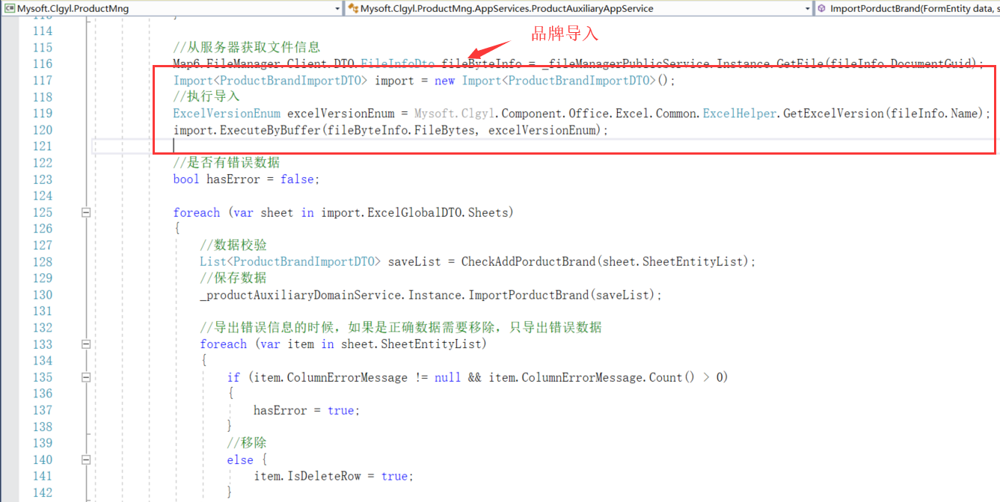 C# Mysoft.Clgyl.ProductMng
Mysoft.Clgyl.ProductMng.AppServices.ProductAuxiliaryAppService
ImportPorductBrand(FormEntity data, s
114
115 //从服务器获取文件信息
品牌导入
116 Map6.FileManager.Client.DTO.FileInfoDto fileByteInfo = _fileManagerPublicService.Instance.GetFile(fileInfo.DocumentGuid);
117 Import<ProductBrandImportDTO> import = new Import<ProductBrandImportDTO>();
118 //执行导入
119 ExcelVersionEnum excelVersionEnum = Mysoft.Clgyl.Component.Office.Excel.Common.ExcelHelper.GetExcelVersion(fileInfo.Name);
120 import.ExecuteByBuffer(fileByteInfo.FileBytes, excelVersionEnum);
121
122 //是否有错误数据
123 bool hasError = false;
124
125 foreach (var sheet in import.ExcelGlobalDTO.Sheets)
126 {
127 //数据校验
128 List<ProductBrandImportDTO> saveList = CheckAddPorductBrand(sheet.SheetEntityList);
129 //保存数据
130 _productAuxiliaryDomainService.Instance.ImportPorductBrand(saveList);
131
132 //导出错误信息的时候，如果是正确数据需要移除，只导出错误数据
133 foreach (var item in sheet.SheetEntityList)
134 {
135 if (item.ColumnErrorMessage != null && item.ColumnErrorMessage.Count() > 0)
136 {
137 hasError = true;
138 }
139 //移除
140 else {
141 item.IsDeleteRow = true;
142 }